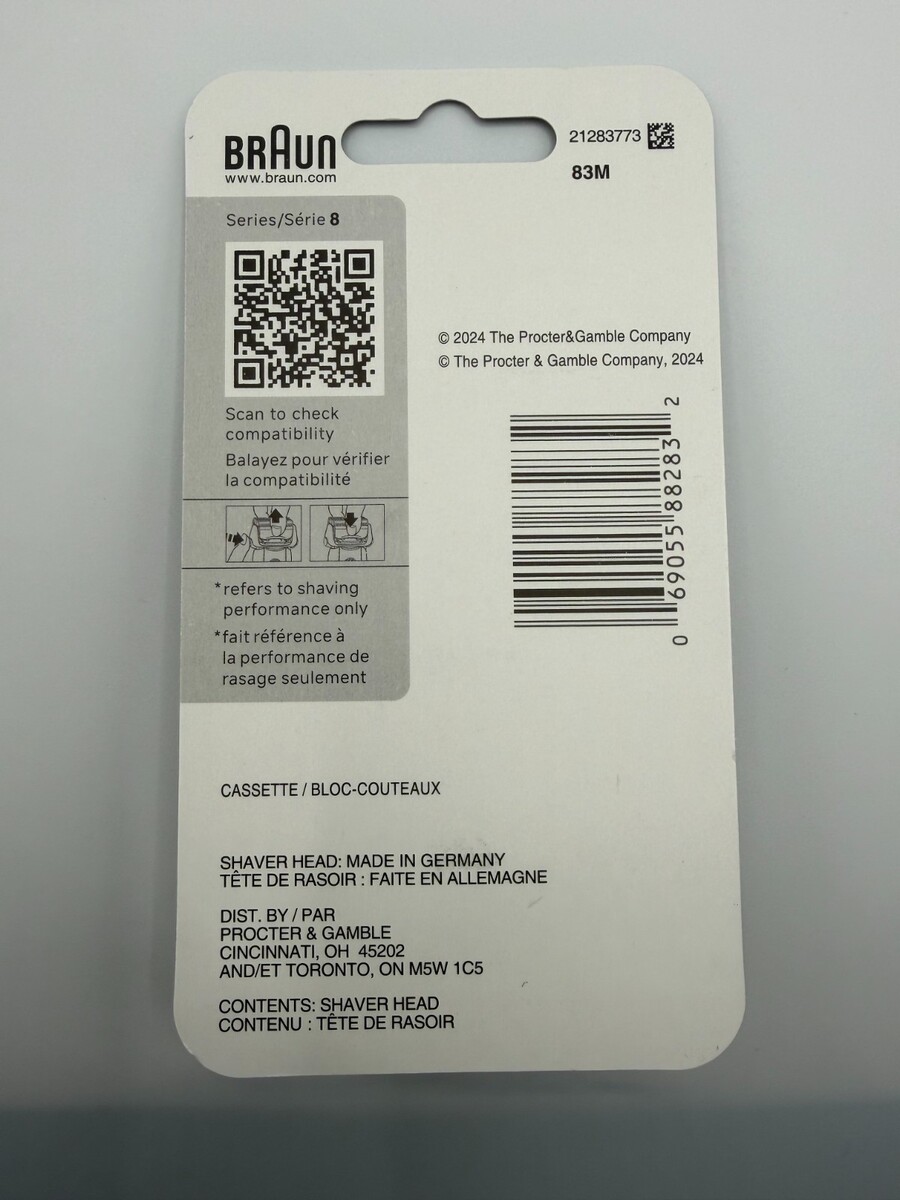 BRAUN
www.braun.com
21283773
83M
Series/Série 8
Scan to check
compatibility
Balayez pour vérifier
la compatibilité
*refers to shaving
performance only
*fait référence à
la performance de
rasage seulement
© 2024 The Procter&Gamble Company
© The Procter & Gamble Company, 2024
0 69055 88283 2
CASSETTE / BLOC-COUTEAUX
SHAVER HEAD: MADE IN GERMANY
TÊTE DE RASOIR : FAITE EN ALLEMAGNE
DIST. BY / PAR
PROCTER & GAMBLE
CINCINNATI, OH 45202
AND/ET TORONTO, ON M5W 1C5
CONTENTS: SHAVER HEAD
CONTENU : TÊTE DE RASOIR